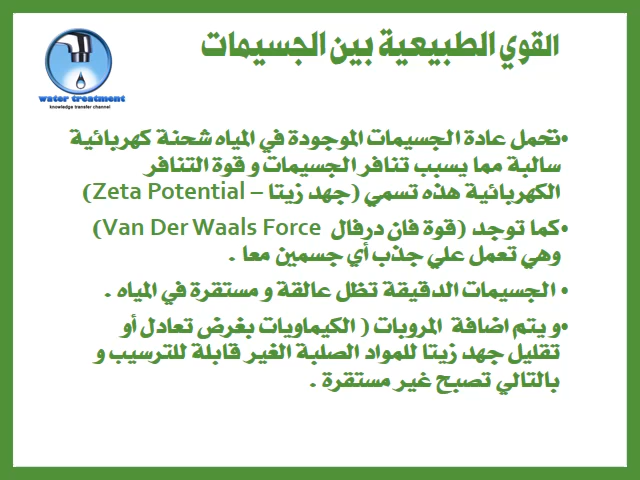 القوي الطبيعية بين الجسيمات
water treatment
knowledge transfer channel
•تحمل عادة الجسيمات الموجودة في المياه شحنة كهربائية
سالبة مما يسبب تنافر الجسيمات و قوة التنافر
الكهربائية هذه تسمي (جهد زيتا – Zeta Potential)
•كما توجد (قوة فان درفال Van Der Waals Force)
وهي تعمل علي جذب أي جسمين معا .
• الجسيمات الدقيقة تظل عالقة و مستقرة في المياه .
•و يتم اضافة المروبات ( الكيماويات بغرض تعادل أو
تقليل جهد زيتا للمواد الصلبة الغير قابلة للترسيب و
بالتالي تصبح غير مستقرة .